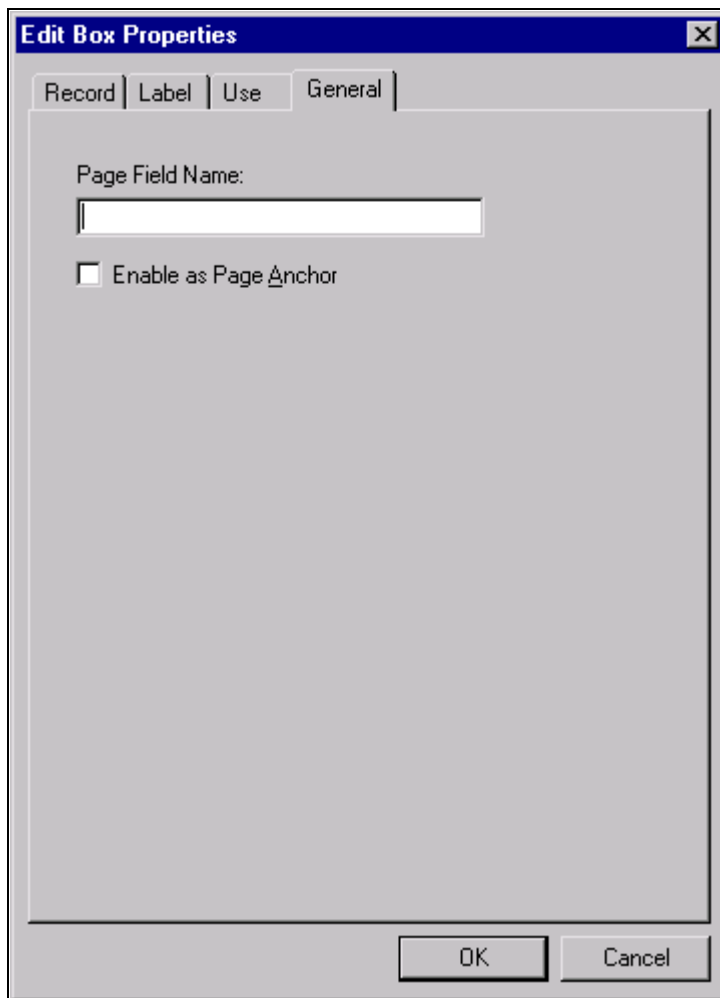 Edit Box Properties
Record Label Use General
Page Field Name:
Enable as Page Anchor
OK Cancel